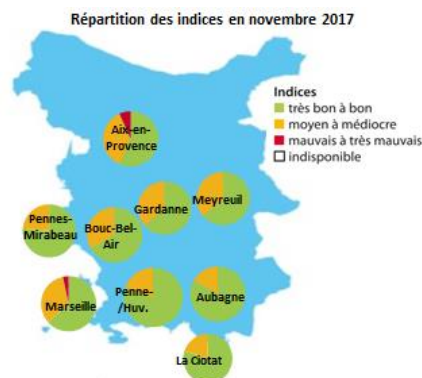 Répartition des indices en novembre 2017
Indices
très bon à bon
moyen à médiocre
mauvais à très mauvais
indisponible
Aix-en-
Provence
Meyreuil
Gardanne
Pennes-
Mirabeau
Bouc-Bel-
Air
Penne-
/Huv.
Aubagne
Marseille
La Ciotat